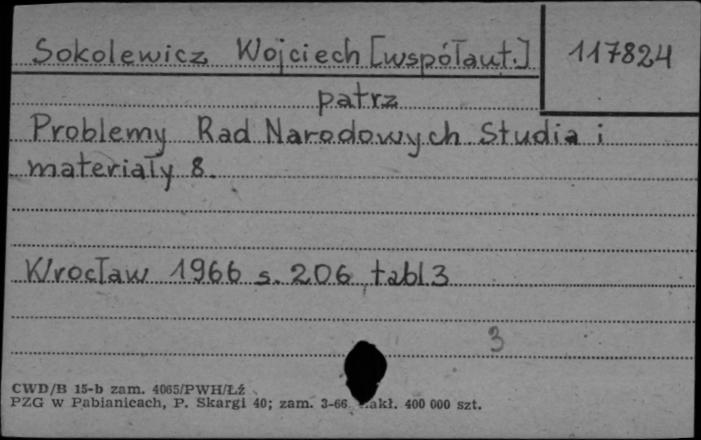 Sokolewicz Wojciech [współaut.] 117824
patrz
Problemy Rad Narodowych Studia i
materiały 8.
Wrocław 1966 s. 206, tabl 3
3
CWD/B 15-b zam. 4065/PWH/Łź
PZG w Pabianicach, P. Skargi 40; zam. 3-66 akł. 400 000 szt.